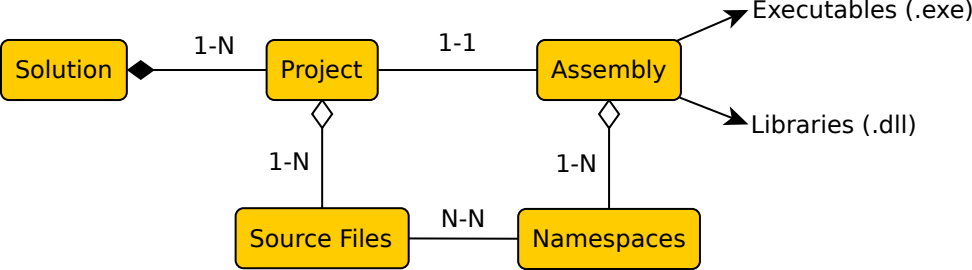 Executables (.exe)
1-N
1-1
Solution
Project
Assembly
Libraries (.dll)
1-N
1-N
N-N
Source Files
Namespaces